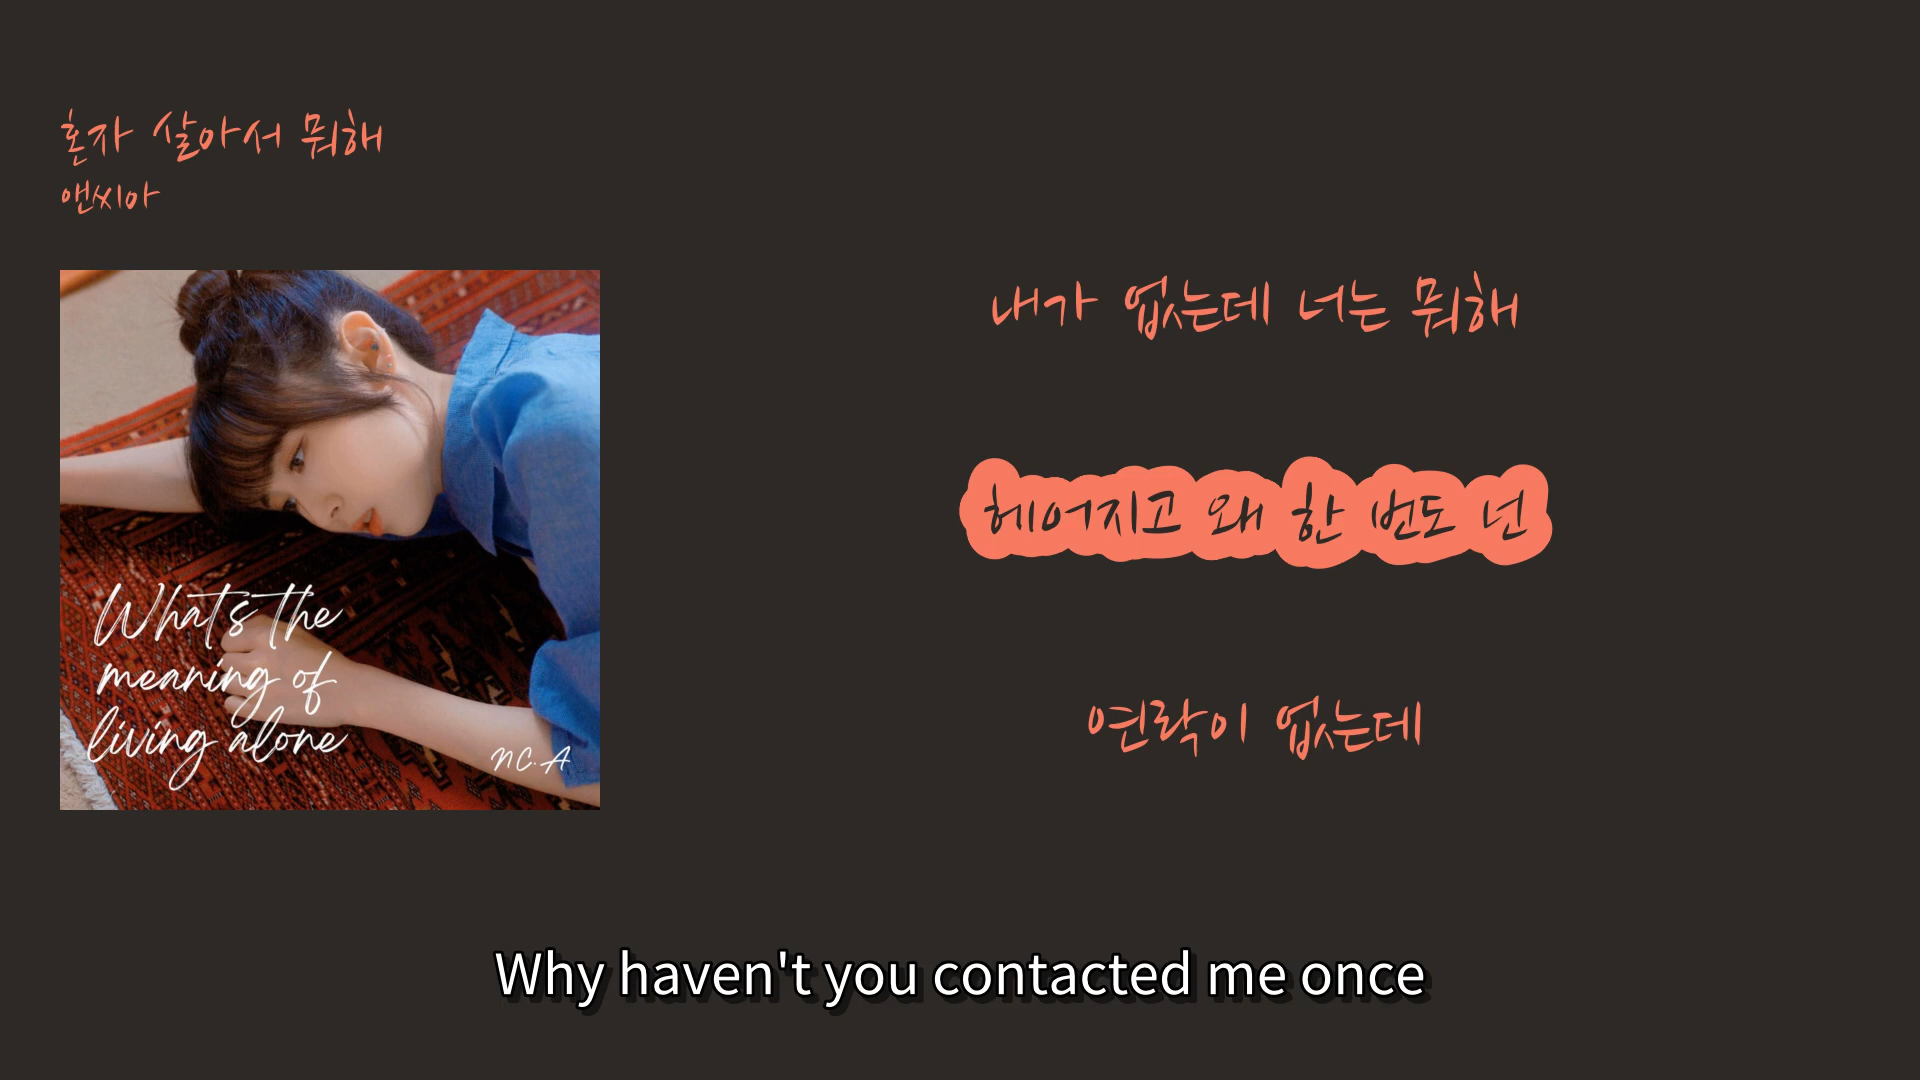 혼자 살아서 뭐해
앤씨아
What's the
meaning of
living alone
NC.A
내가 없는데 너는 뭐해
헤어지고 왜 한 번도 넌
연락이 없는데
Why haven't you contacted me once